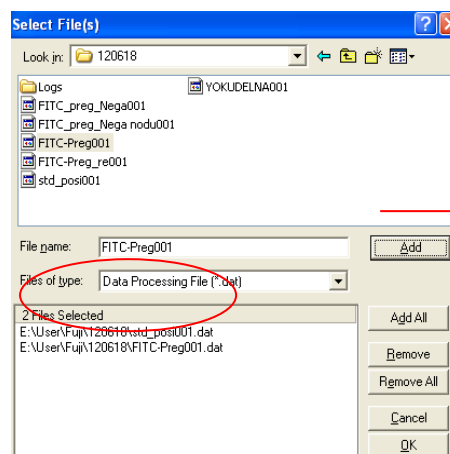 Select File(s)
Look in: 120618
Logs
FITC_preg_Nega001
FITC_preg_Nega nodu001
FITC-Preg001
FITC-Preg_re001
std_posi001
YOKUDELNA001
File name: FITC-Preg001 Add
Files of type: Data Processing File (*.dat)
2 Files Selected
E:\User\Fuji\120618\std_posi001.dat
E:\User\Fuji\120618\FITC-Preg001.dat
Add All
Remove
Remove All
Cancel
OK